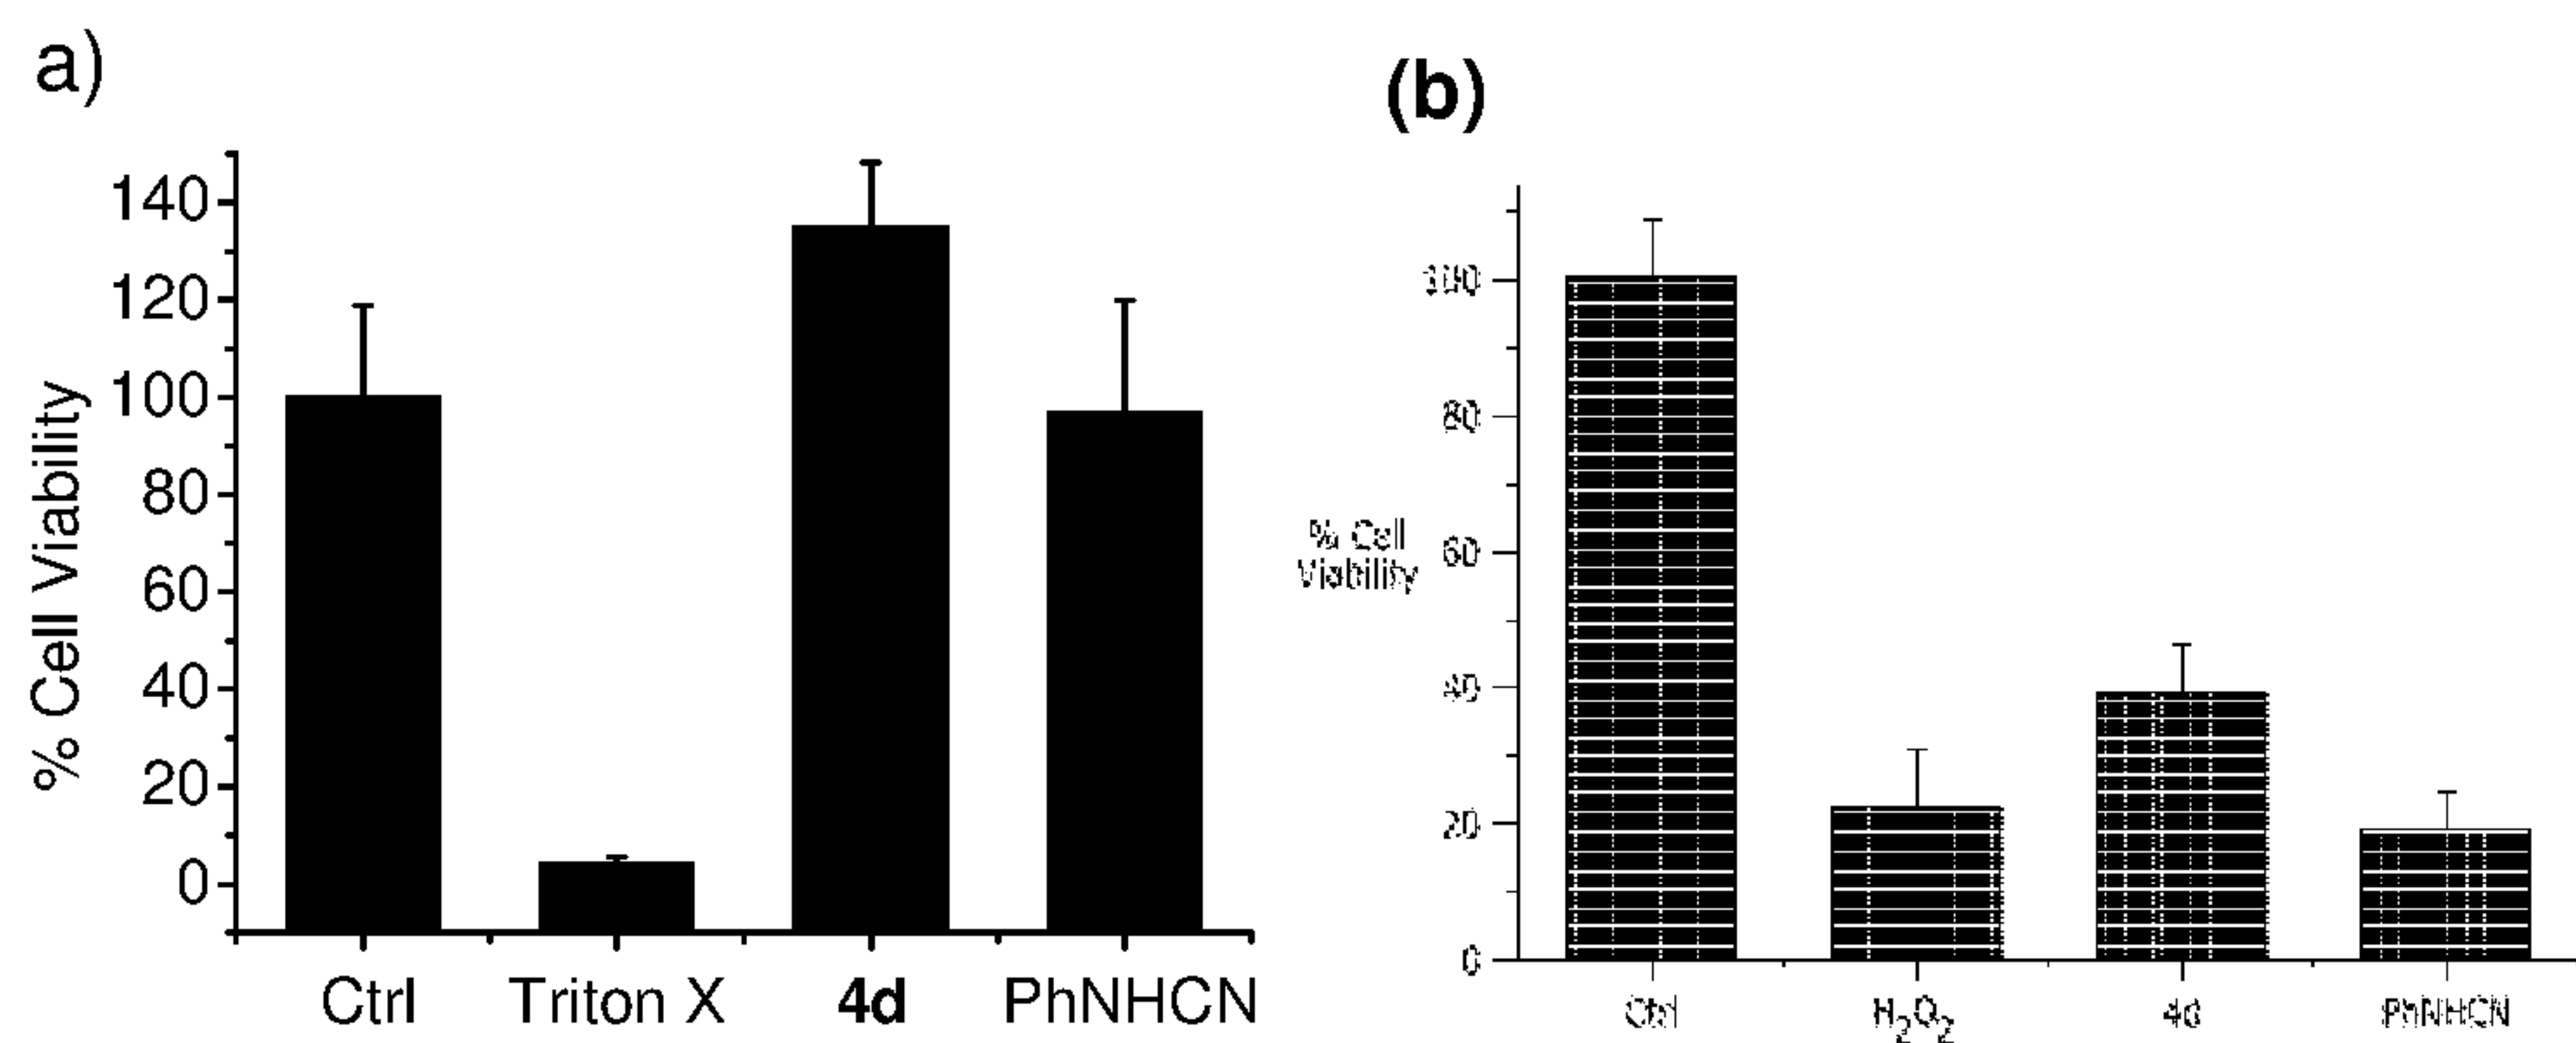 a)
140
120
100
80
60
40
20
0
% Cell Viability
Ctrl
Triton X
4d
PhNHCN
(b)
100
80
60
40
20
0
% Cell
Viability
Ctrl
H₂O₂
4d
PhNHCN